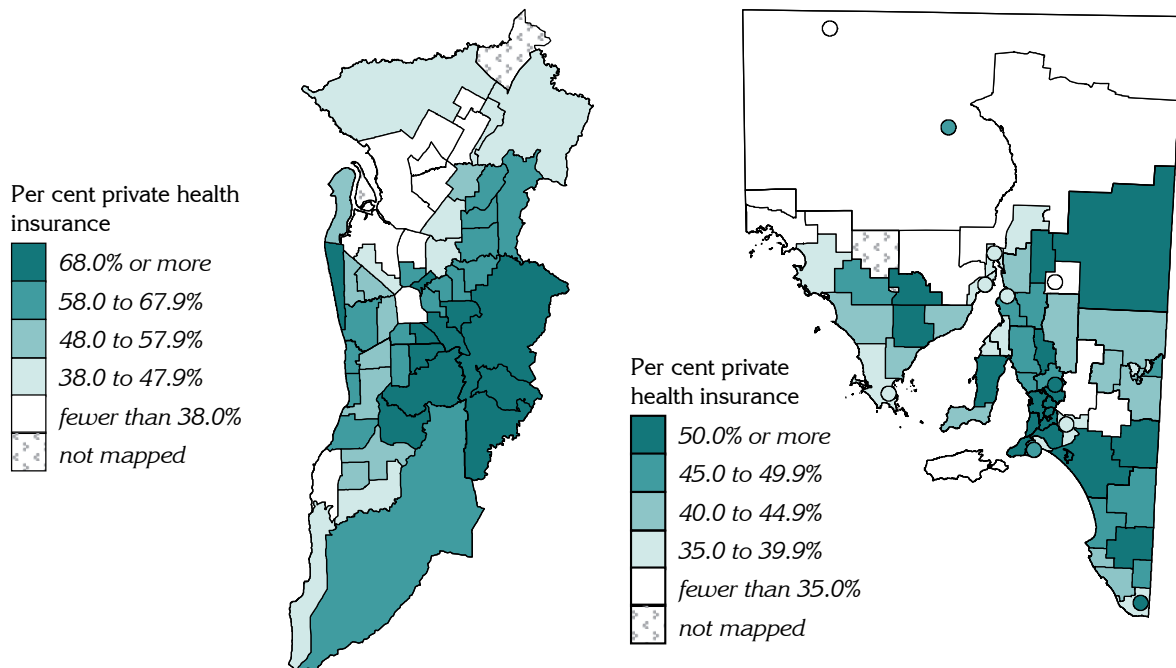 Per cent private health
insurance
68.0% or more
58.0 to 67.9%
48.0 to 57.9%
38.0 to 47.9%
fewer than 38.0%
not mapped
Per cent private
health insurance
50.0% or more
45.0 to 49.9%
40.0 to 44.9%
35.0 to 39.9%
fewer than 35.0%
not mapped